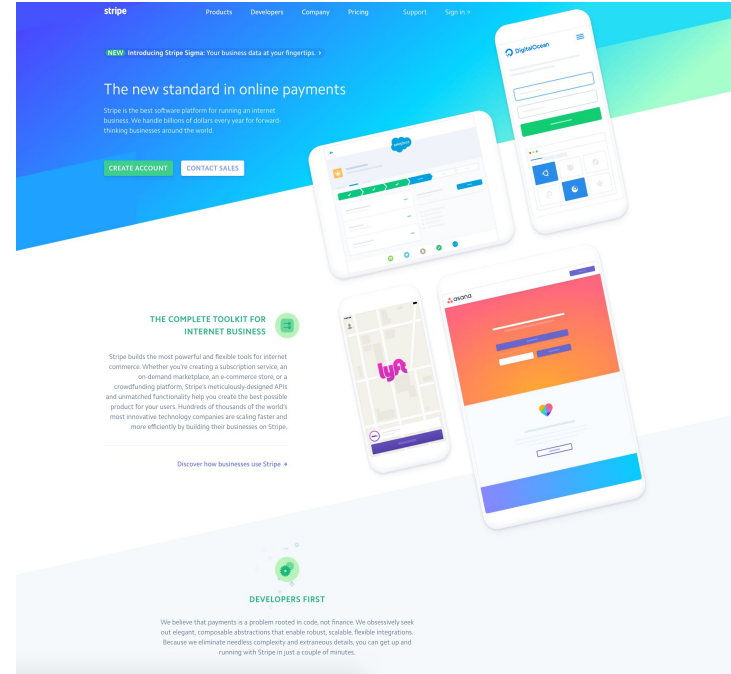 stripe
Products Developers Company Pricing Support Sign in
NEW Introducing Stripe Sigma: Your business data at your fingertips.
The new standard in online payments
Stripe is the best software platform for running an internet
business. We handle billions of dollars every year for forward-
thinking businesses around the world.
CREATE ACCOUNT CONTACT SALES
DigitalOcean
salesforce
asana
lyft
THE COMPLETE TOOLKIT FOR
INTERNET BUSINESS
Stripe builds the most powerful and flexible tools for internet
commerce. Whether you're creating a subscription service, an
on-demand marketplace, an e-commerce store, or a
crowdfunding platform, Stripe's meticulously-designed APIs
and unmatched functionality help you create the best possible
product for your users. Hundreds of thousands of the world's
most innovative technology companies are scaling faster and
more efficiently by building their businesses on Stripe.
Discover how businesses use Stripe
DEVELOPERS FIRST
We believe that payments is a problem rooted in code, not finance. We obsessively seek
out elegant, composable abstractions that enable robust, scalable, flexible integrations.
Because we eliminate needless complexity and extraneous details, you can get up and
running with Stripe in just a couple of minutes.